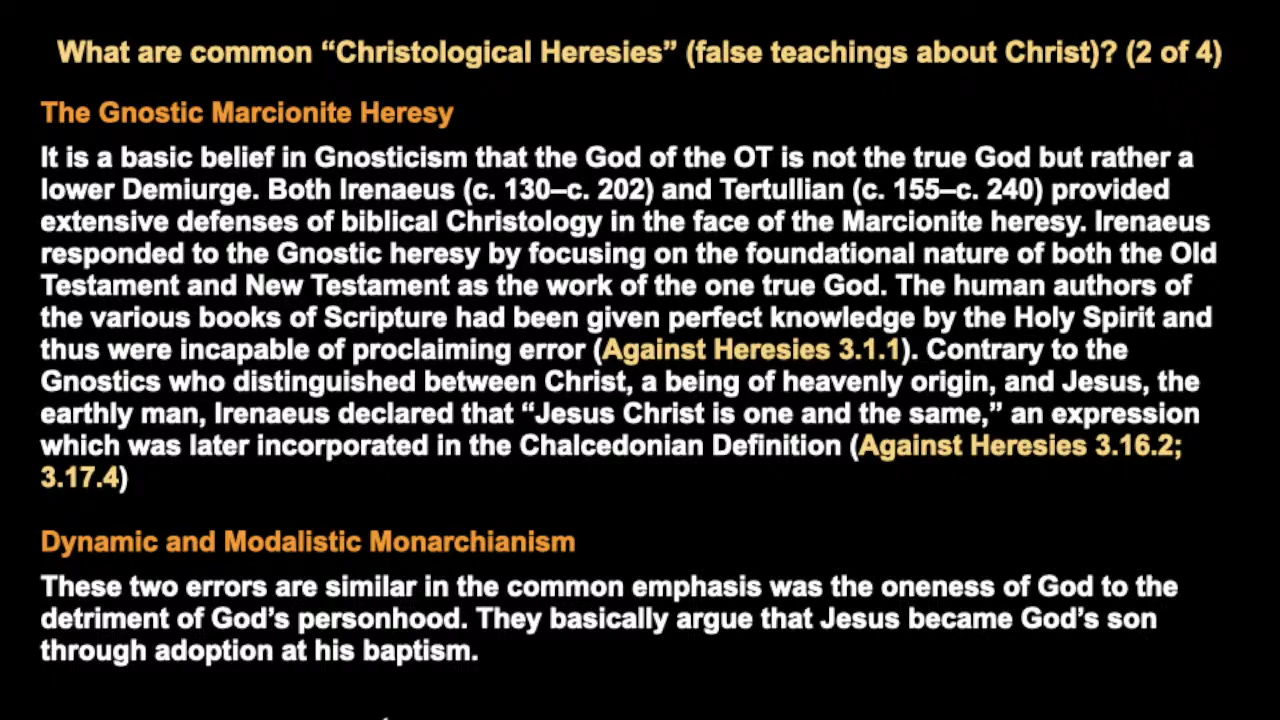 What are common “Christological Heresies” (false teachings about Christ)? (2 of 4)
The Gnostic Marcionite Heresy
It is a basic belief in Gnosticism that the God of the OT is not the true God but rather a
lower Demiurge. Both Irenaeus (c. 130–c. 202) and Tertullian (c. 155–c. 240) provided
extensive defenses of biblical Christology in the face of the Marcionite heresy. Irenaeus
responded to the Gnostic heresy by focusing on the foundational nature of both the Old
Testament and New Testament as the work of the one true God. The human authors of
the various books of Scripture had been given perfect knowledge by the Holy Spirit and
thus were incapable of proclaiming error (Against Heresies 3.1.1). Contrary to the
Gnostics who distinguished between Christ, a being of heavenly origin, and Jesus, the
earthly man, Irenaeus declared that “Jesus Christ is one and the same,” an expression
which was later incorporated in the Chalcedonian Definition (Against Heresies 3.16.2;
3.17.4)
Dynamic and Modalistic Monarchianism
These two errors are similar in the common emphasis was the oneness of God to the
detriment of God’s personhood. They basically argue that Jesus became God’s son
through adoption at his baptism.